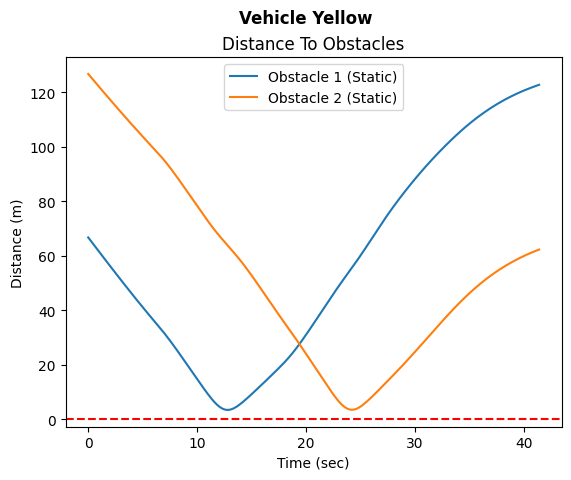 Vehicle Yellow
Distance To Obstacles
Obstacle 1 (Static)
Obstacle 2 (Static)
Distance (m)
120
100
80
60
40
20
0
0 10 20 30 40
Time (sec)